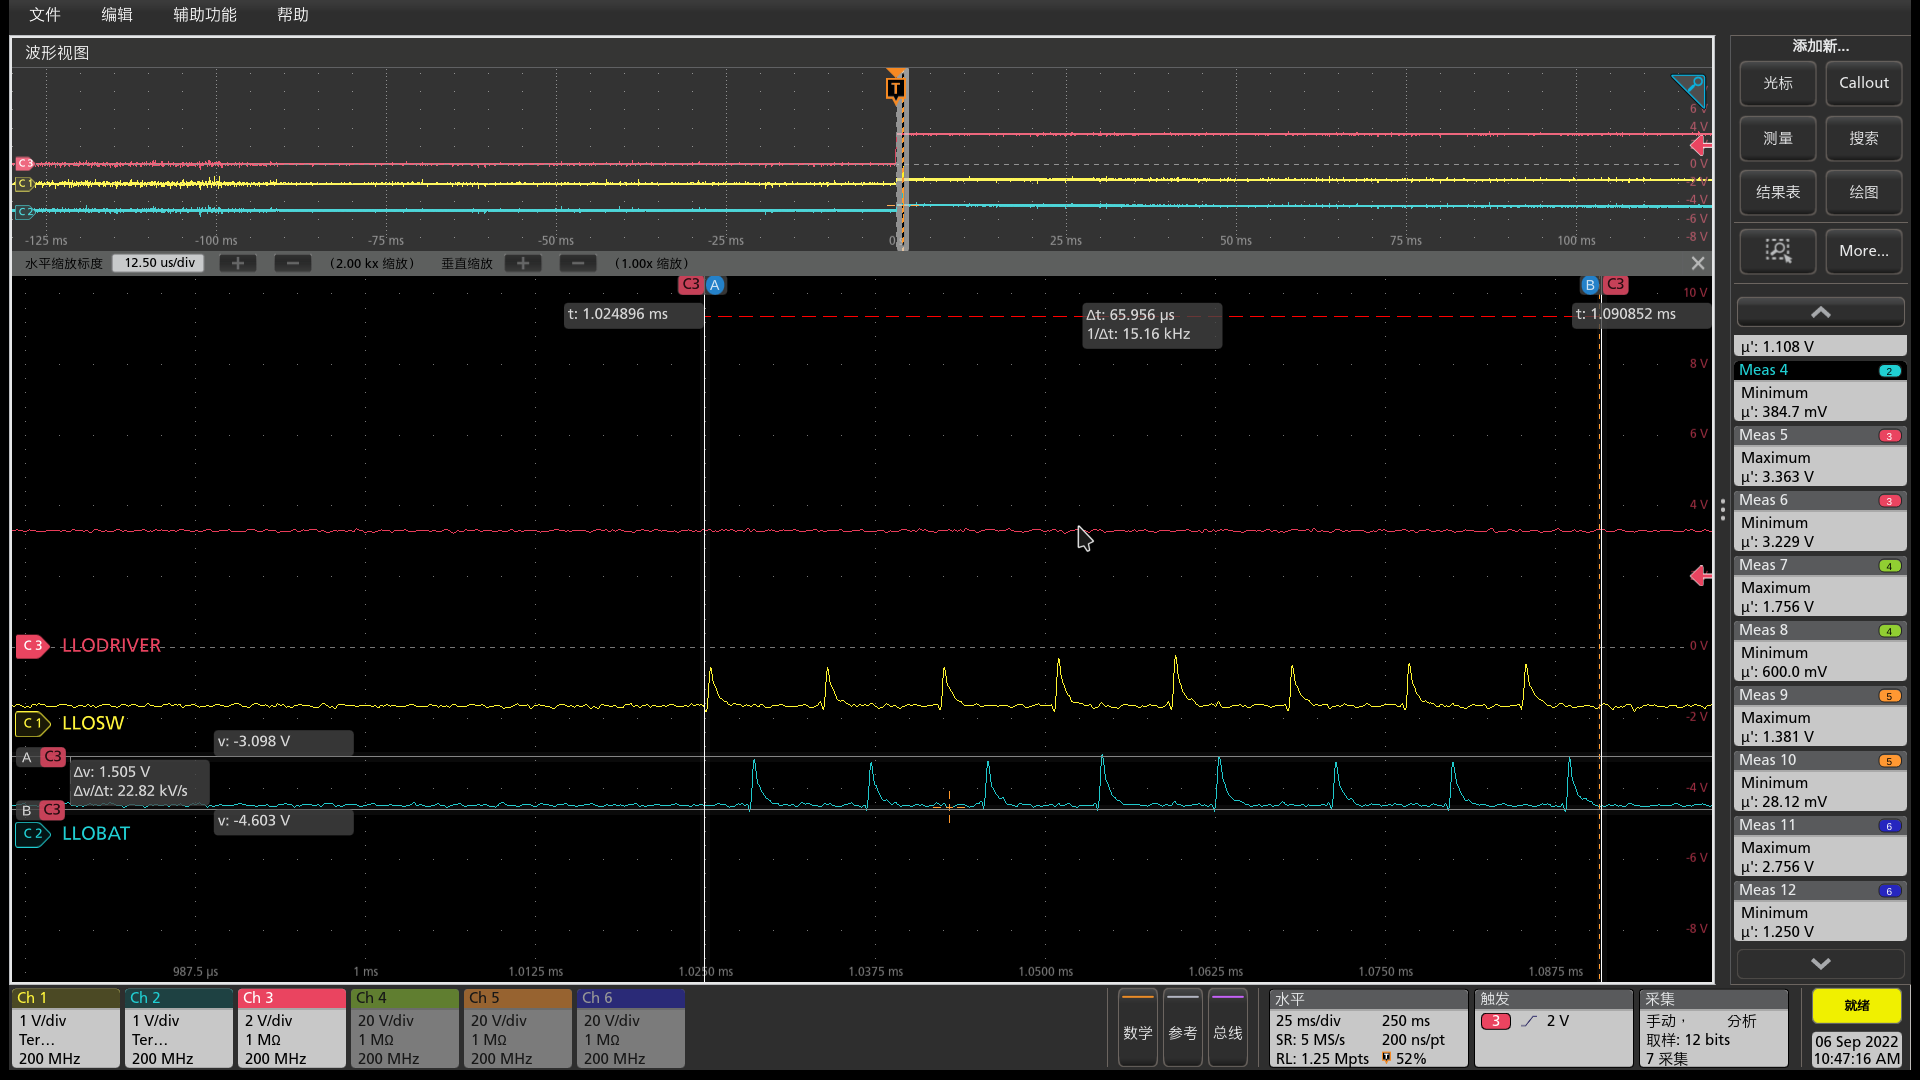 文件 编辑 辅助功能 帮助
波形视图
T
6 V
4 V
0 V
-2 V
-4 V
-6 V
-8 V
C3
C1
C2
-125 ms -100 ms -75 ms -50 ms -25 ms 25 ms 50 ms 75 ms 100 ms
水平缩放标度 12.50 us/div + − (2.00 kx 缩放) 垂直缩放 + − (1.00x 缩放)
C3 A B C3
t: 1.024896 ms Δt: 65.956 µs t: 1.090852 ms
1/Δt: 15.16 kHz
10 V
8 V
6 V
4 V
0 V
-2 V
-4 V
-6 V
-8 V
C3 LLODRIVER
C1 LLOSW
v: -3.098 V
A C3
Δv: 1.505 V
Δv/Δt: 22.82 kV/s
B C3
v: -4.603 V
C2 LLOBAT
987.5 µs 1 ms 1.0125 ms 1.0250 ms 1.0375 ms 1.0500 ms 1.0625 ms 1.0750 ms 1.0875 ms
添加新...
光标 Callout
测量 搜索
结果表 绘图
More...
µ': 1.108 V
Meas 4 2
Minimum
µ': 384.7 mV
Meas 5 3
Maximum
µ': 3.363 V
Meas 6 3
Minimum
µ': 3.229 V
Meas 7 4
Maximum
µ': 1.756 V
Meas 8 4
Minimum
µ': 600.0 mV
Meas 9 5
Maximum
µ': 1.381 V
Meas 10 5
Minimum
µ': 28.12 mV
Meas 11 6
Maximum
µ': 2.756 V
Meas 12 6
Minimum
µ': 1.250 V
Ch 1
1 V/div
Ter...
200 MHz
Ch 2
1 V/div
Ter...
200 MHz
Ch 3
2 V/div
1 MΩ
200 MHz
Ch 4
20 V/div
1 MΩ
200 MHz
Ch 5
20 V/div
1 MΩ
200 MHz
Ch 6
20 V/div
1 MΩ
200 MHz
数学 参考 总线
水平
25 ms/div 250 ms
SR: 5 MS/s 200 ns/pt
RL: 1.25 Mpts 52%
触发
3 2 V
采集
手动， 分析
取样: 12 bits
7 采集
就绪
06 Sep 2022
10:47:16 AM